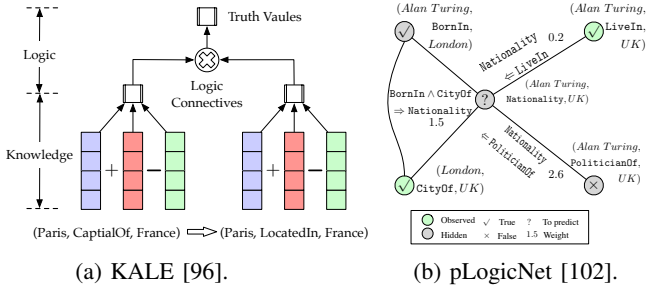 Truth Vaules
Logic
Logic
Connectives
Knowledge
+ −
+ −
(Paris, CaptialOf, France) ⇒ (Paris, LocatedIn, France)
(a) KALE [96].
(Alan Turing,
BornIn,
London)
✓
(Alan Turing,
LiveIn,
UK)
✓
Nationality 0.2
⇐ LiveIn
BornIn ∧ CityOf
⇒ Nationality
1.5
?
(Alan Turing,
Nationality, UK)
Nationality
⇐ PoliticianOf
2.6
(Alan Turing,
PoliticianOf,
UK)
×
(London,
CityOf, UK)
✓
Observed ✓ True ? To predict
Hidden × False 1.5 Weight
(b) pLogicNet [102].